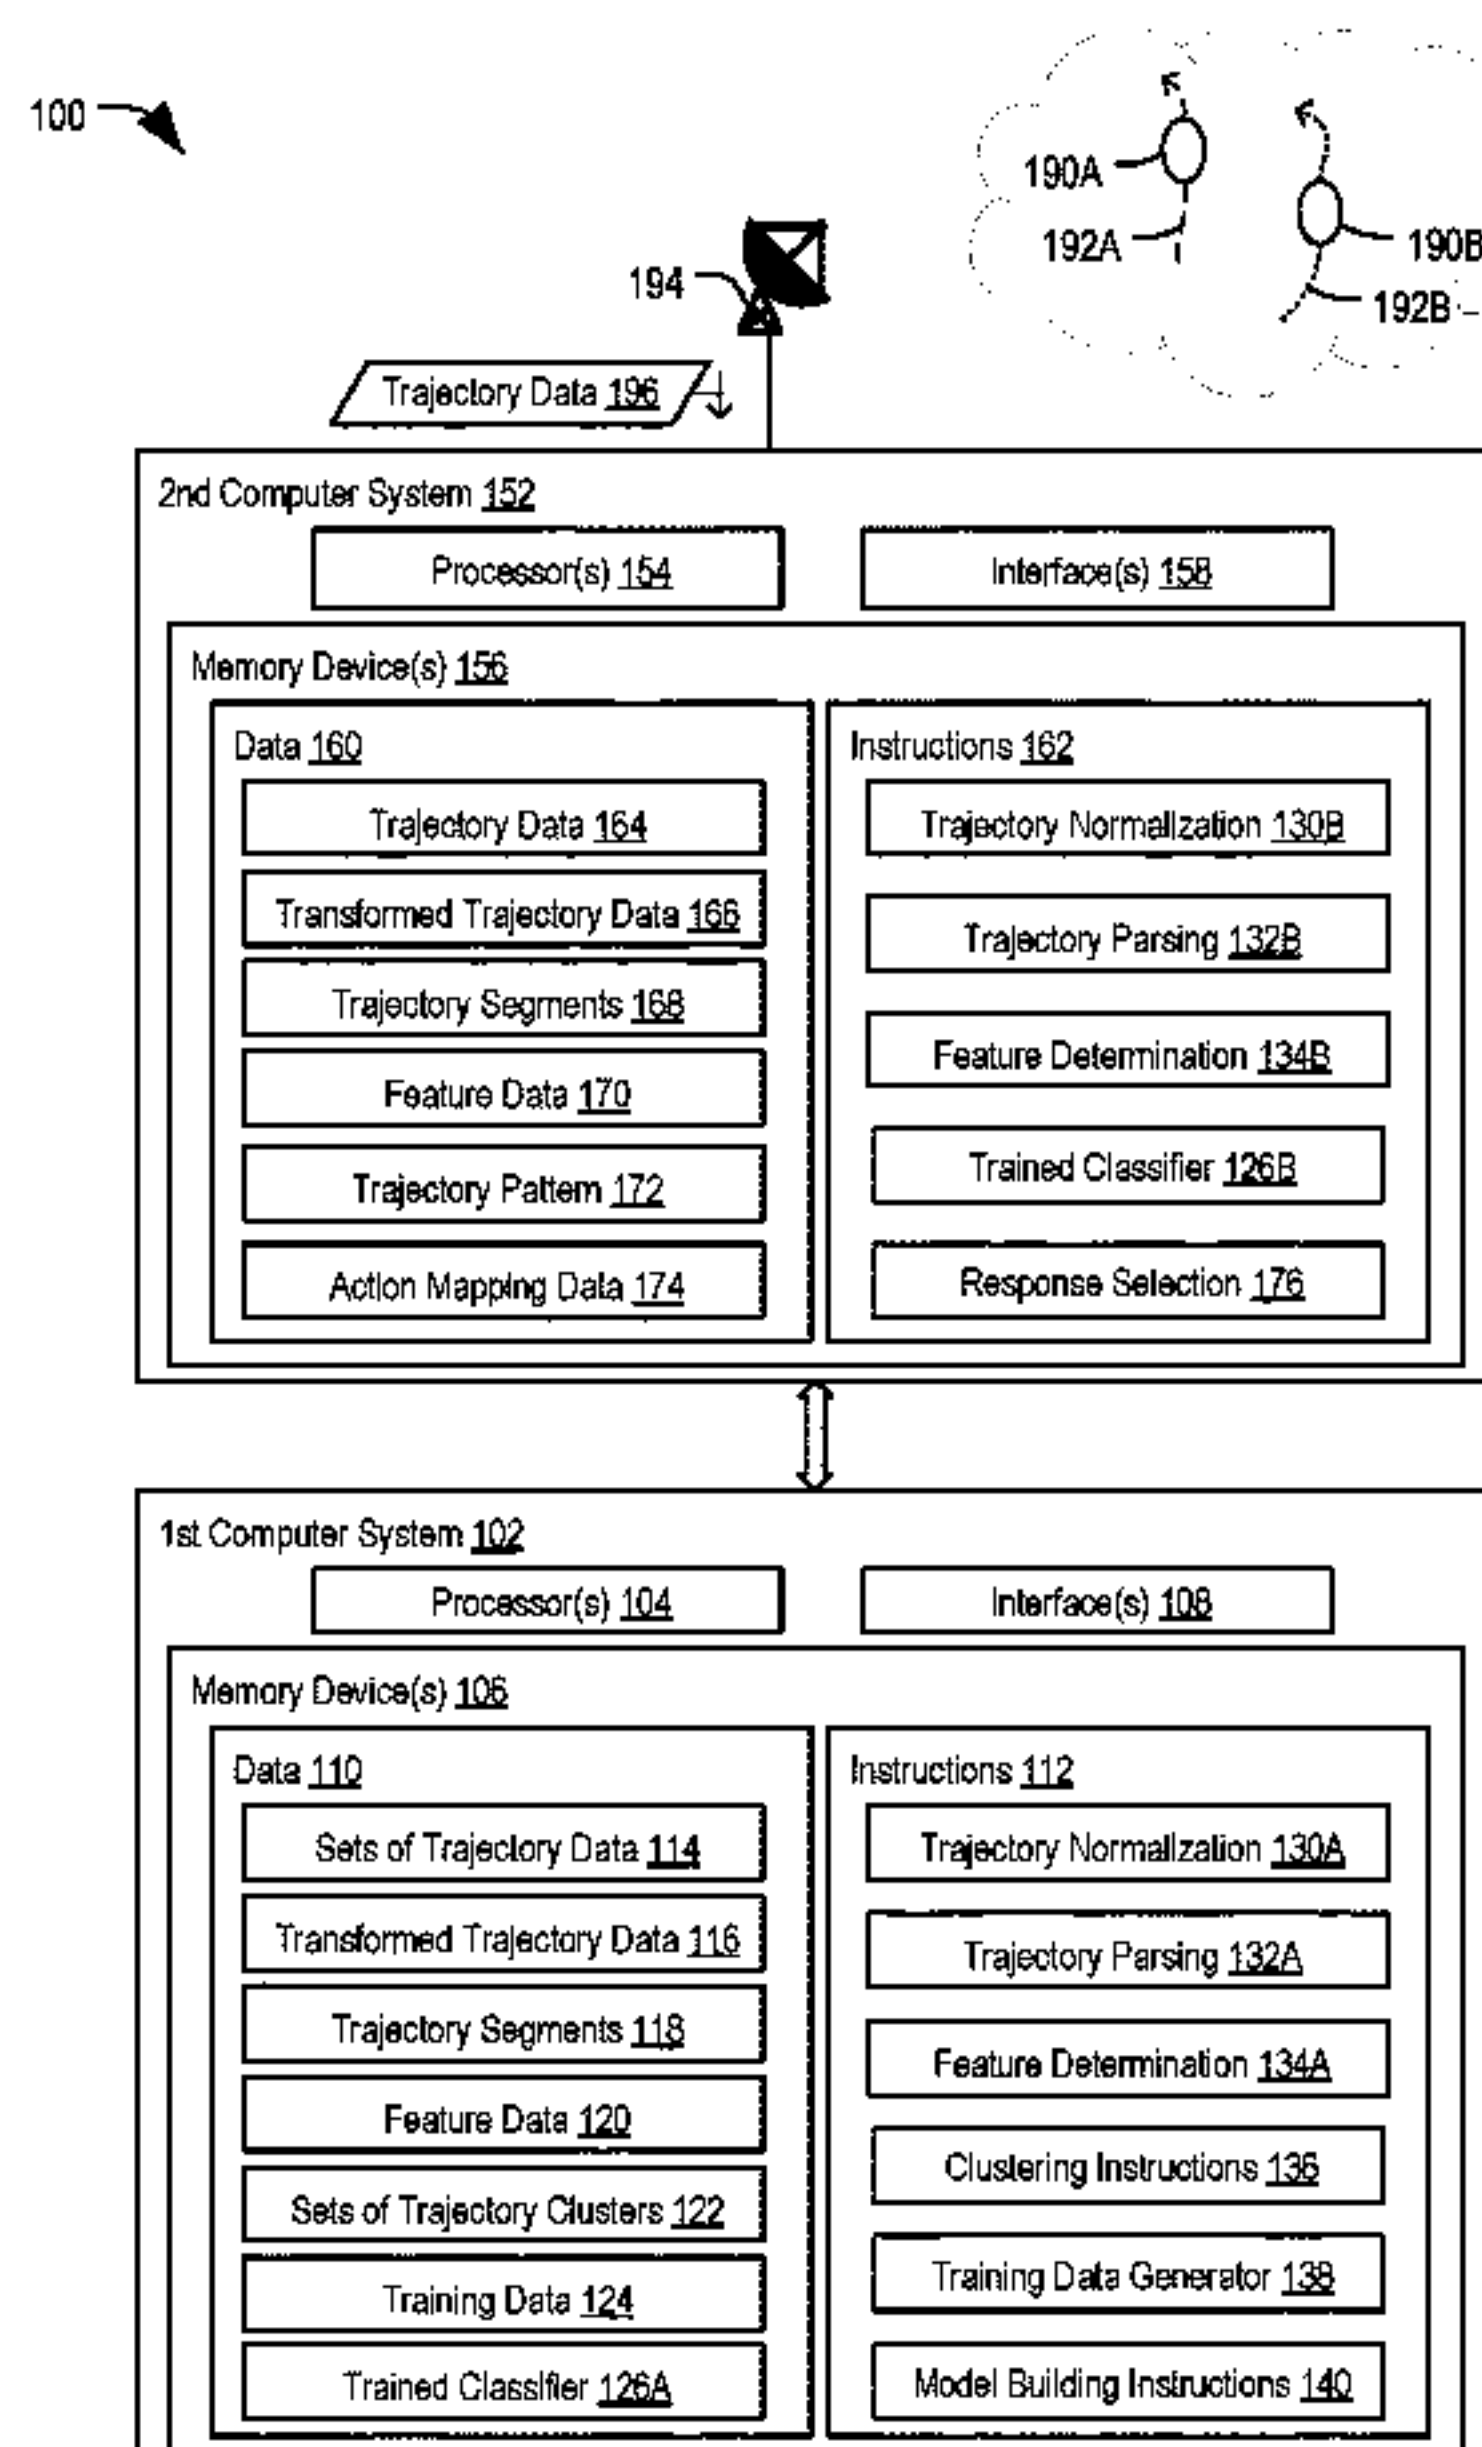 100
190A
192A
190B
192B
194
Trajectory Data 196
2nd Computer System 152
Processor(s) 154
Interface(s) 158
Memory Device(s) 156
Data 160
Trajectory Data 164
Transformed Trajectory Data 166
Trajectory Segments 168
Feature Data 170
Trajectory Pattern 172
Action Mapping Data 174
Instructions 162
Trajectory Normalization 130B
Trajectory Parsing 132B
Feature Determination 134B
Trained Classifier 126B
Response Selection 176
1st Computer System 102
Processor(s) 104
Interface(s) 108
Memory Device(s) 106
Data 110
Sets of Trajectory Data 114
Transformed Trajectory Data 116
Trajectory Segments 118
Feature Data 120
Sets of Trajectory Clusters 122
Training Data 124
Trained Classifier 126A
Instructions 112
Trajectory Normalization 130A
Trajectory Parsing 132A
Feature Determination 134A
Clustering Instructions 136
Training Data Generator 138
Model Building Instructions 140